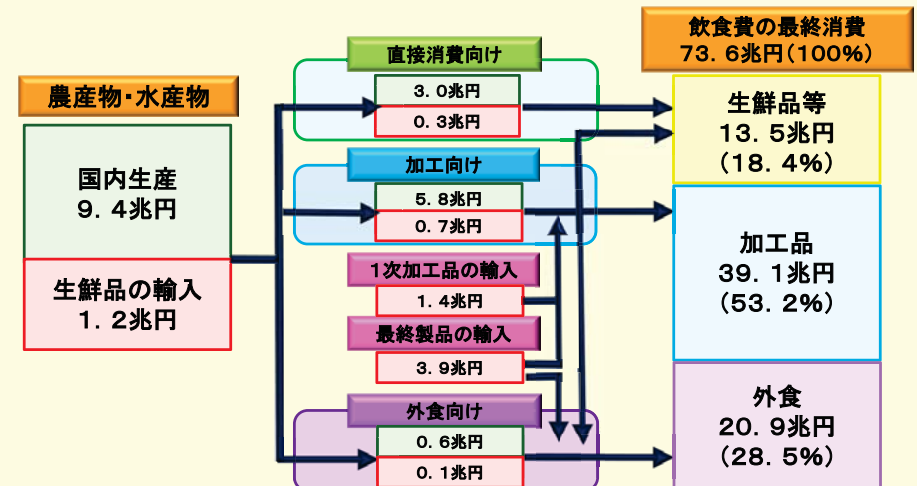 農産物・水産物
国内生産
9．4兆円
生鮮品の輸入
1．2兆円
直接消費向け
3．0兆円
0．3兆円
加工向け
5．8兆円
0．7兆円
1次加工品の輸入
1．4兆円
最終製品の輸入
3．9兆円
外食向け
0．6兆円
0．1兆円
飲食費の最終消費
73．6兆円(100%)
生鮮品等
13．5兆円
(18．4%)
加工品
39．1兆円
(53．2%)
外食
20．9兆円
(28．5%)